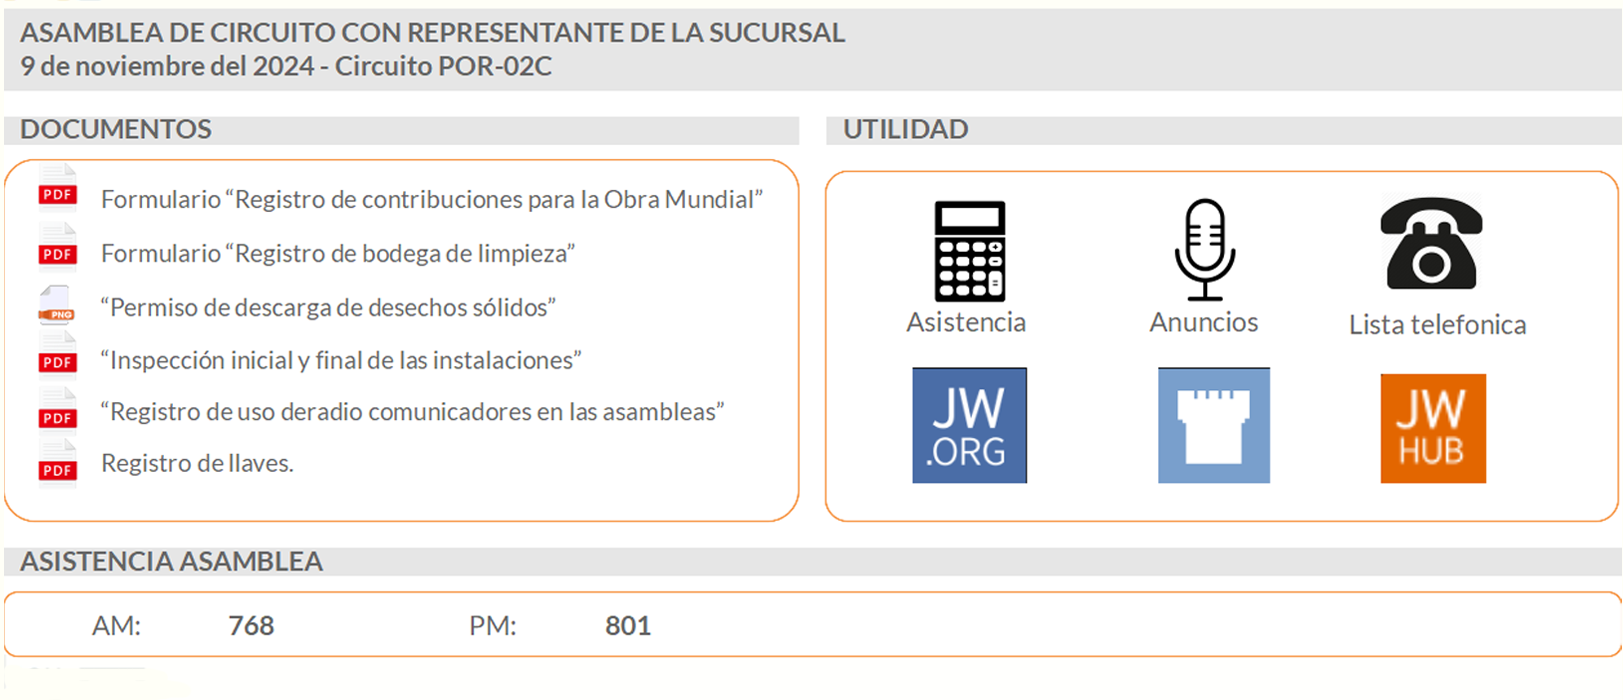 ASAMBLEA DE CIRCUITO CON REPRESENTANTE DE LA SUCURSAL
9 de noviembre del 2024 - Circuito POR-02C
DOCUMENTOS
PDF Formulario “Registro de contribuciones para la Obra Mundial”
PDF Formulario “Registro de bodega de limpieza”
PNG “Permiso de descarga de desechos sólidos”
PDF “Inspección inicial y final de las instalaciones”
PDF “Registro de uso deradio comunicadores en las asambleas”
PDF Registro de llaves.
UTILIDAD
Asistencia
Anuncios
Lista telefonica
JW
.ORG
JW
HUB
ASISTENCIA ASAMBLEA
AM: 768 PM: 801